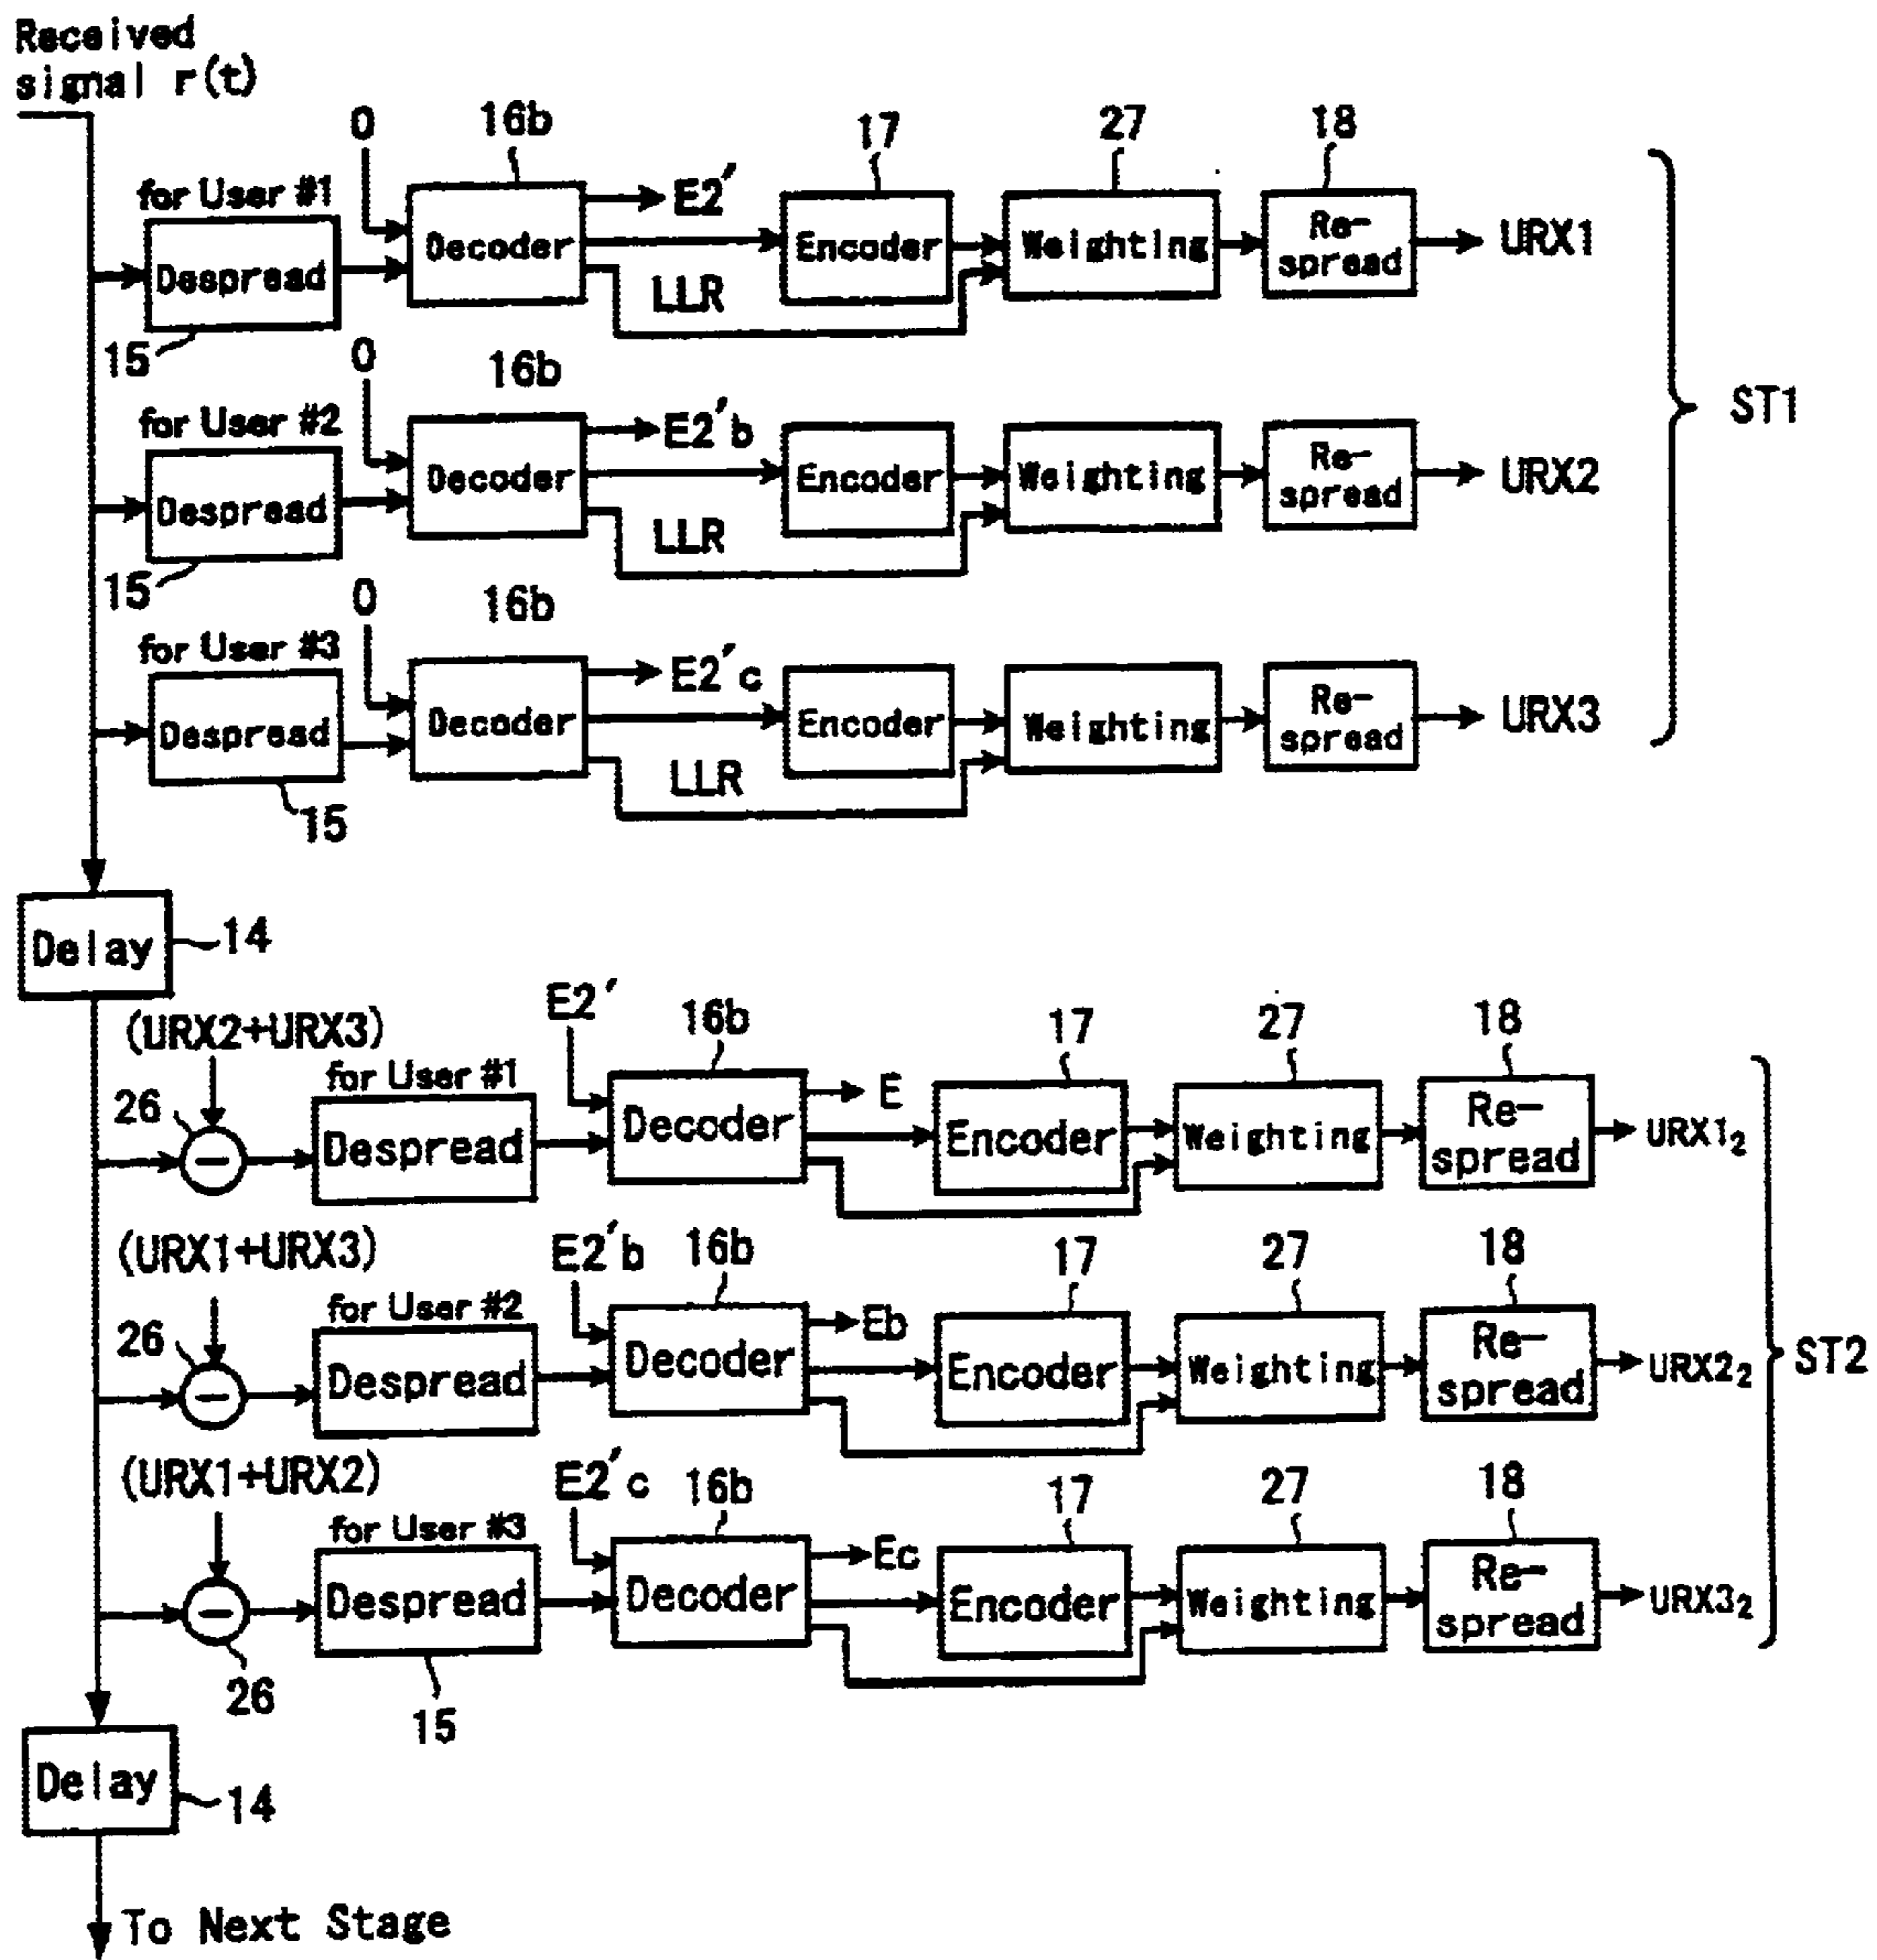 Received
signal r(t)
0
16b
17
27
18
for User #1
Despread
15
Decoder
E2′
LLR
Encoder
Weighting
Re-
spread
URX1
0
16b
for User #2
Despread
15
Decoder
E2′b
LLR
Encoder
Weighting
Re-
spread
URX2
ST1
0
16b
for User #3
Despread
15
Decoder
E2′c
LLR
Encoder
Weighting
Re-
spread
URX3
Delay
14
(URX2+URX3)
26
for User #1
Despread
E2′
16b
Decoder
E
17
Encoder
27
Weighting
18
Re-
spread
URX1₂
(URX1+URX3)
26
for User #2
Despread
E2′b
16b
Decoder
Eb
17
Encoder
27
Weighting
18
Re-
spread
URX2₂
ST2
(URX1+URX2)
26
for User #3
Despread
15
E2′c
16b
Decoder
Ec
17
Encoder
27
Weighting
18
Re-
spread
URX3₂
Delay
14
To Next Stage